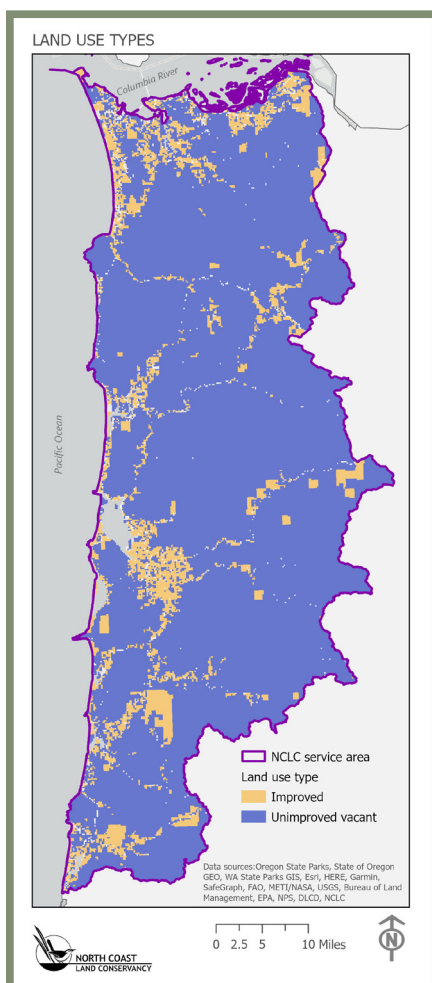 LAND USE TYPES
Columbia River
Pacific Ocean
NCLC service area
Land use type
Improved
Unimproved vacant
Data sources:Oregon State Parks, State of Oregon
GEO, WA State Parks GIS, Esri, HERE, Garmin,
SafeGraph, FAO, METI/NASA, USGS, Bureau of Land
Management, EPA, NPS, DLCD, NCLC
NORTH COAST
LAND CONSERVANCY
0 2.5 5 10 Miles
N